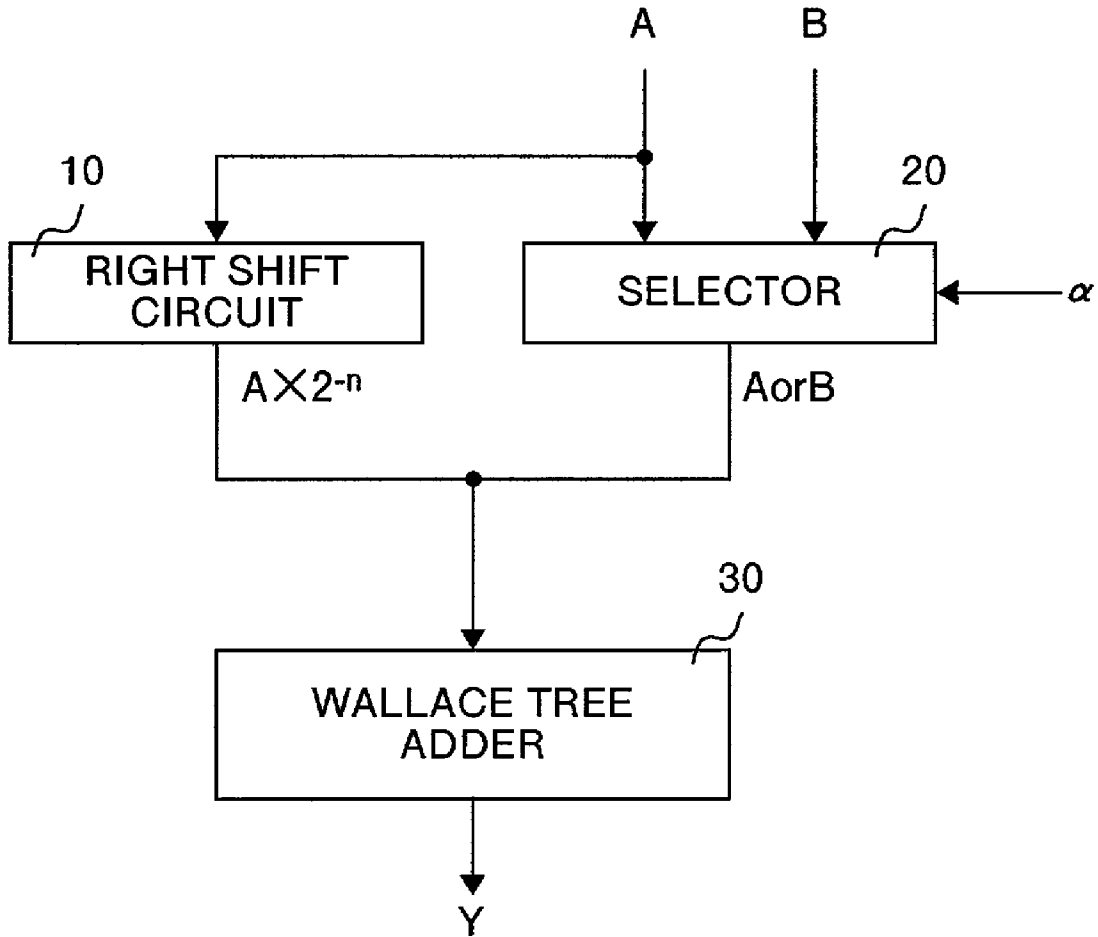 A B
10 20
RIGHT SHIFT
CIRCUIT
SELECTOR
α
A×2⁻ⁿ
AorB
30
WALLACE TREE
ADDER
Y